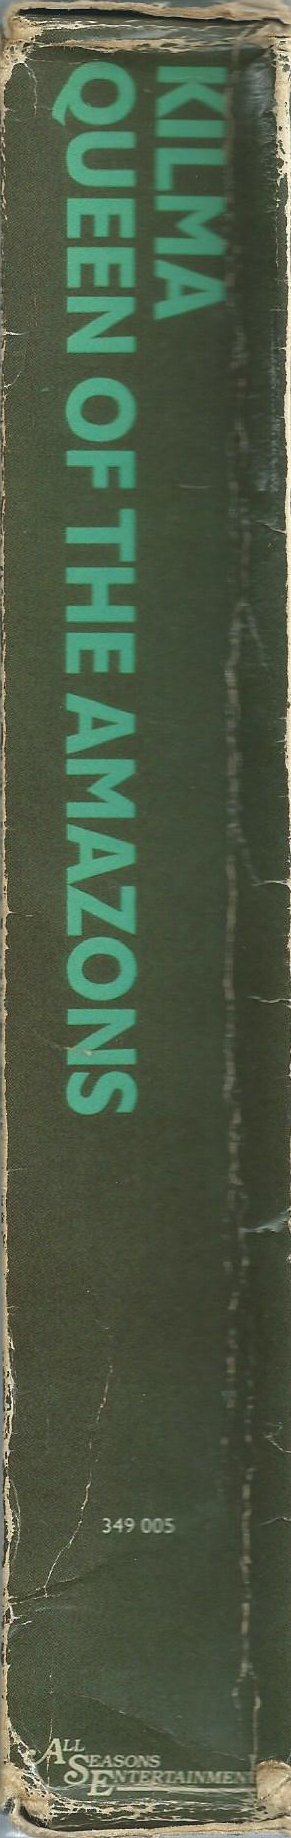 KILMA
QUEEN OF THE AMAZONS
349 005
ALL
SEASONS
ENTERTAINMENT